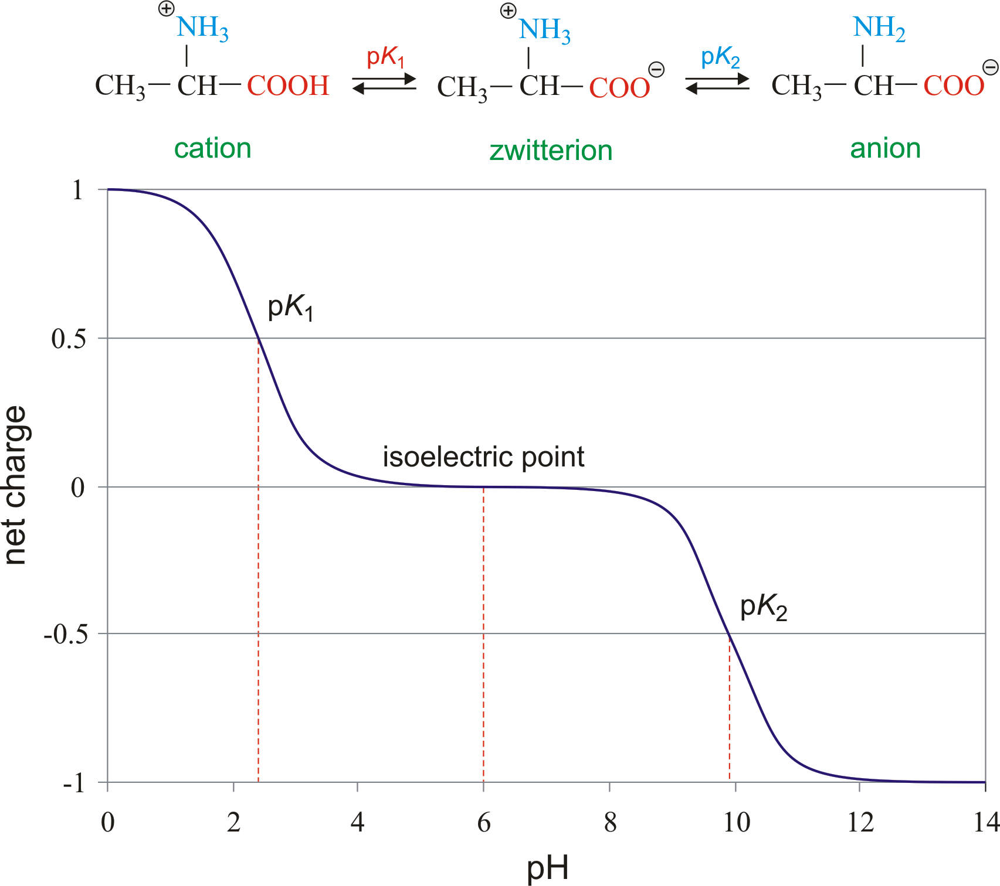 ⊕NH₃ ⊕NH₃ NH₂
CH₃—CH—COOH pK₁ CH₃—CH—COO⊖ pK₂ CH₃—CH—COO⊖
cation zwitterion anion
1
pK₁
0.5
isoelectric point
0
pK₂
-0.5
-1
net charge
0 2 4 6 8 10 12 14
pH